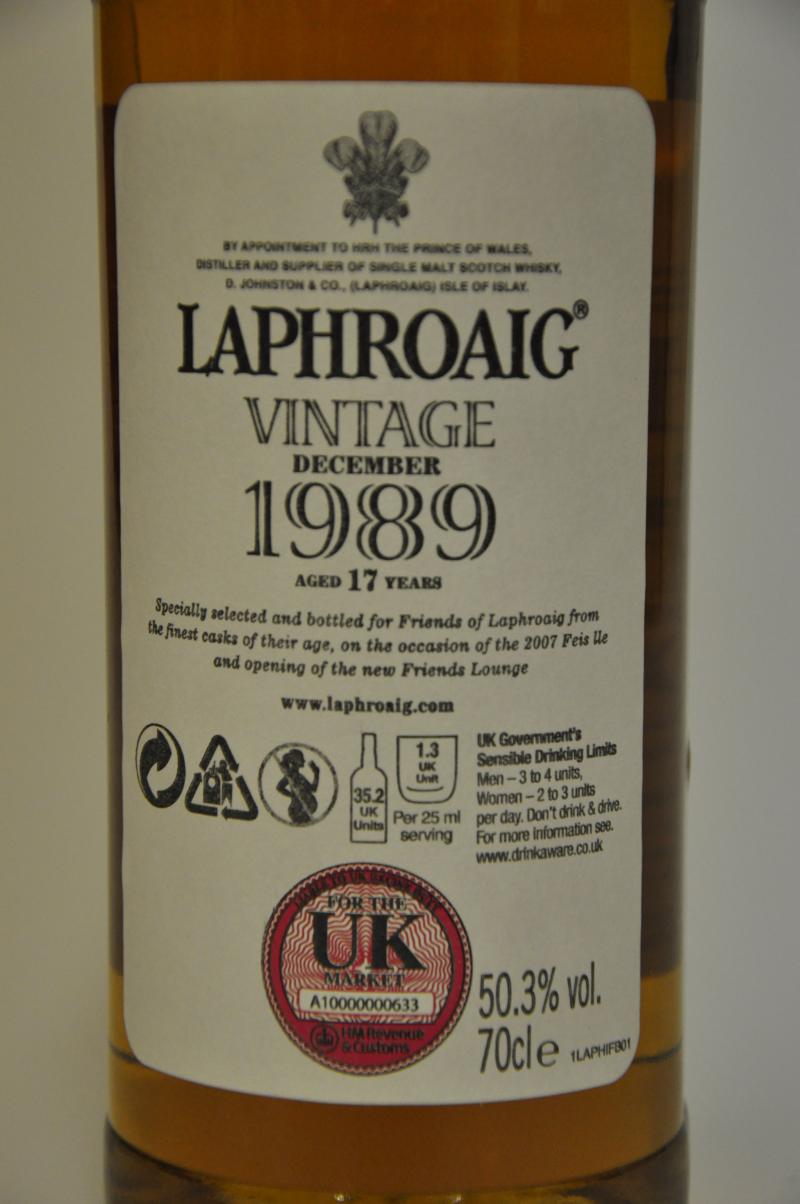 BY APPOINTMENT TO HRH THE PRINCE OF WALES,
DISTILLER AND SUPPLIER OF SINGLE MALT SCOTCH WHISKY,
D. JOHNSTON & CO., (LAPHROAIG) ISLE OF ISLAY.
LAPHROAIG®
VINTAGE
DECEMBER
1989
AGED 17 YEARS
Specially selected and bottled for Friends of Laphroaig from
the finest casks of their age, on the occasion of the 2007 Feis Ile
and opening of the new Friends Lounge
www.laphroaig.com
35.2
UK
Units
1.3
UK
Unit
Per 25 ml
serving
UK Government's
Sensible Drinking Limits
Men – 3 to 4 units,
Women – 2 to 3 units
per day. Don't drink & drive.
For more information see.
www.drinkaware.co.uk
FOR THE
UK
MARKET
A10000000633
HM Revenue
& Customs
50.3% vol.
70cl e
1LAPHIFB01